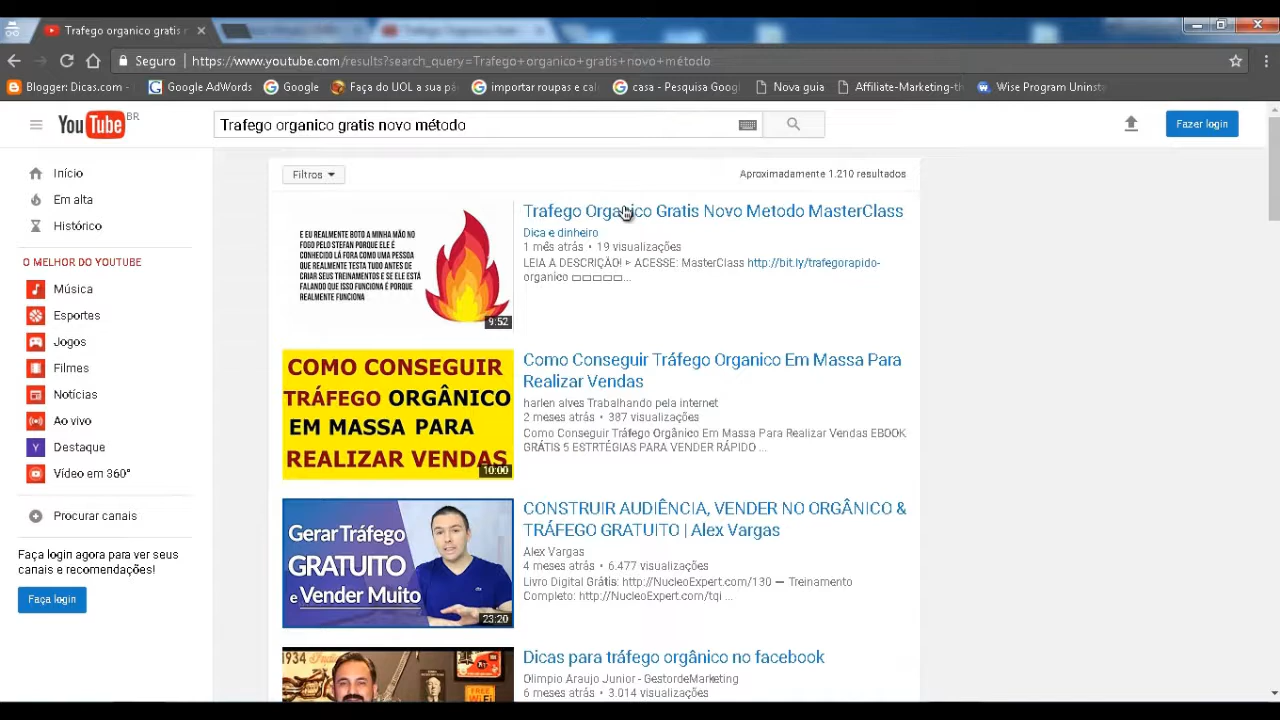 Trafego organico gratis
Seguro
https://www.youtube.com/results?search_query=Trafego+organico+gratis+novo+método
Blogger: Dicas.com -
Google AdWords
Google
Faça do UOL a sua pá
importar roupas e cal
casa - Pesquisa Goog
Nova guia
Affiliate-Marketing-th
Wise Program Uninsta
YouTube BR
Trafego organico gratis novo método
Fazer login
Início
Em alta
Histórico
O MELHOR DO YOUTUBE
Música
Esportes
Jogos
Filmes
Notícias
Ao vivo
Destaque
Vídeo em 360°
Procurar canais
Faça login agora para ver seus
canais e recomendações!
Faça login
Filtros
Aproximadamente 1.210 resultados
E EU REALMENTE BOTO A MINHA MÃO NO
FOGO PELO STEFAN PORQUE ELE É
CONHECIDO LÁ FORA COMO UMA PESSOA
QUE REALMENTE TESTA TUDO ANTES DE
CRIAR SEUS TREINAMENTOS E SE ELE ESTÁ
FALANDO QUE ISSO FUNCIONA É PORQUE
REALMENTE FUNCIONA
9:52
Trafego Organico Gratis Novo Metodo MasterClass
Dica e dinheiro
1 mês atrás • 19 visualizações
LEIA A DESCRIÇÃO! ▶ ACESSE: MasterClass http://bit.ly/trafegorapido-
organico □□□□□...
COMO CONSEGUIR
TRÁFEGO ORGÂNICO
EM MASSA PARA
REALIZAR VENDAS
10:00
Como Conseguir Tráfego Organico Em Massa Para
Realizar Vendas
harlen alves Trabalhando pela internet
2 meses atrás • 387 visualizações
Como Conseguir Tráfego Orgânico Em Massa Para Realizar Vendas EBOOK
GRÁTIS 5 ESTRTÉGIAS PARA VENDER RÁPIDO ...
Gerar Tráfego
GRATUITO
e Vender Muito
23:20
CONSTRUIR AUDIÊNCIA, VENDER NO ORGÂNICO &
TRÁFEGO GRATUITO | Alex Vargas
Alex Vargas
4 meses atrás • 6.477 visualizações
Livro Digital Grátis: http://NucleoExpert.com/130 — Treinamento
Completo: http://NucleoExpert.com/tqi ...
1934
FREE
WiFi
Dicas para tráfego orgânico no facebook
Olimpio Araujo Junior - GestordeMarketing
6 meses atrás • 3.014 visualizações